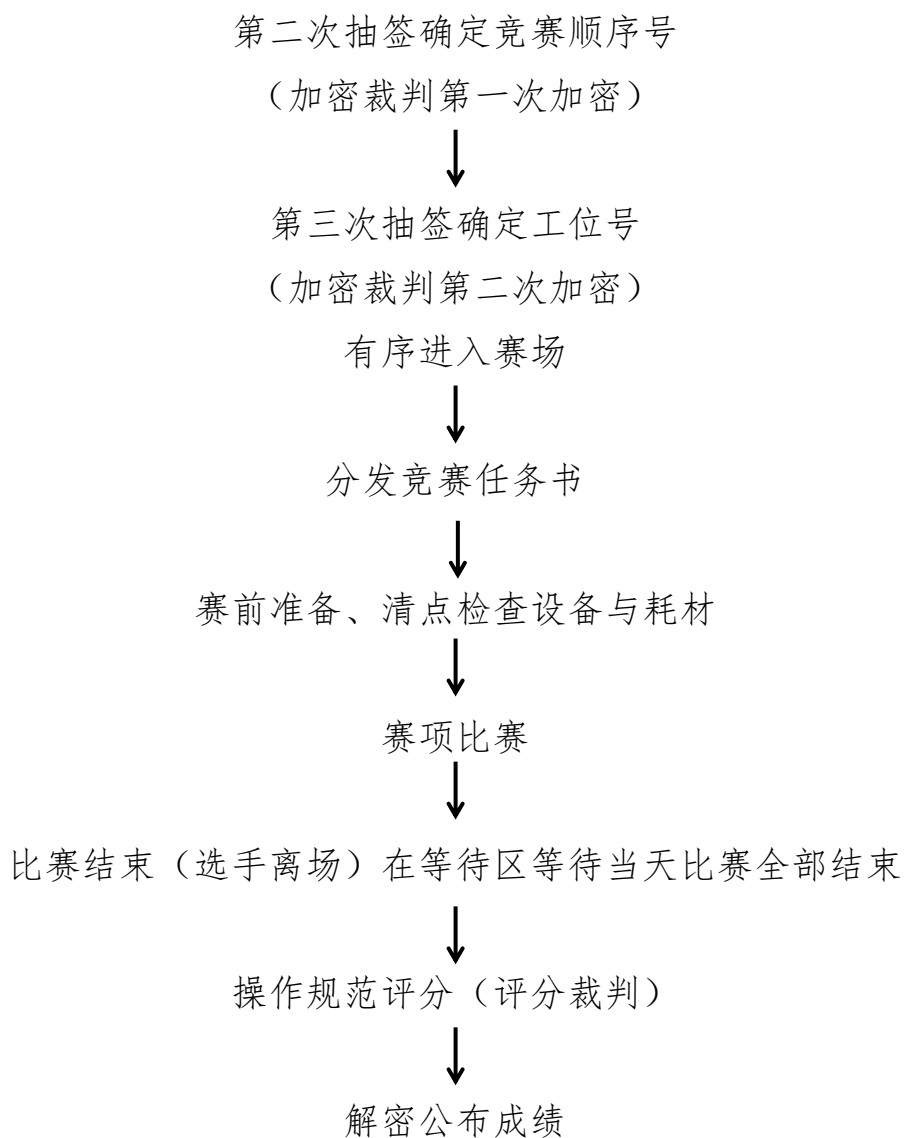 第二次抽签确定竞赛顺序号
（加密裁判第一次加密）
第三次抽签确定工位号
（加密裁判第二次加密）
有序进入赛场
分发竞赛任务书
赛前准备、清点检查设备与耗材
赛项比赛
比赛结束（选手离场）在等待区等待当天比赛全部结束
操作规范评分（评分裁判）
解密公布成绩